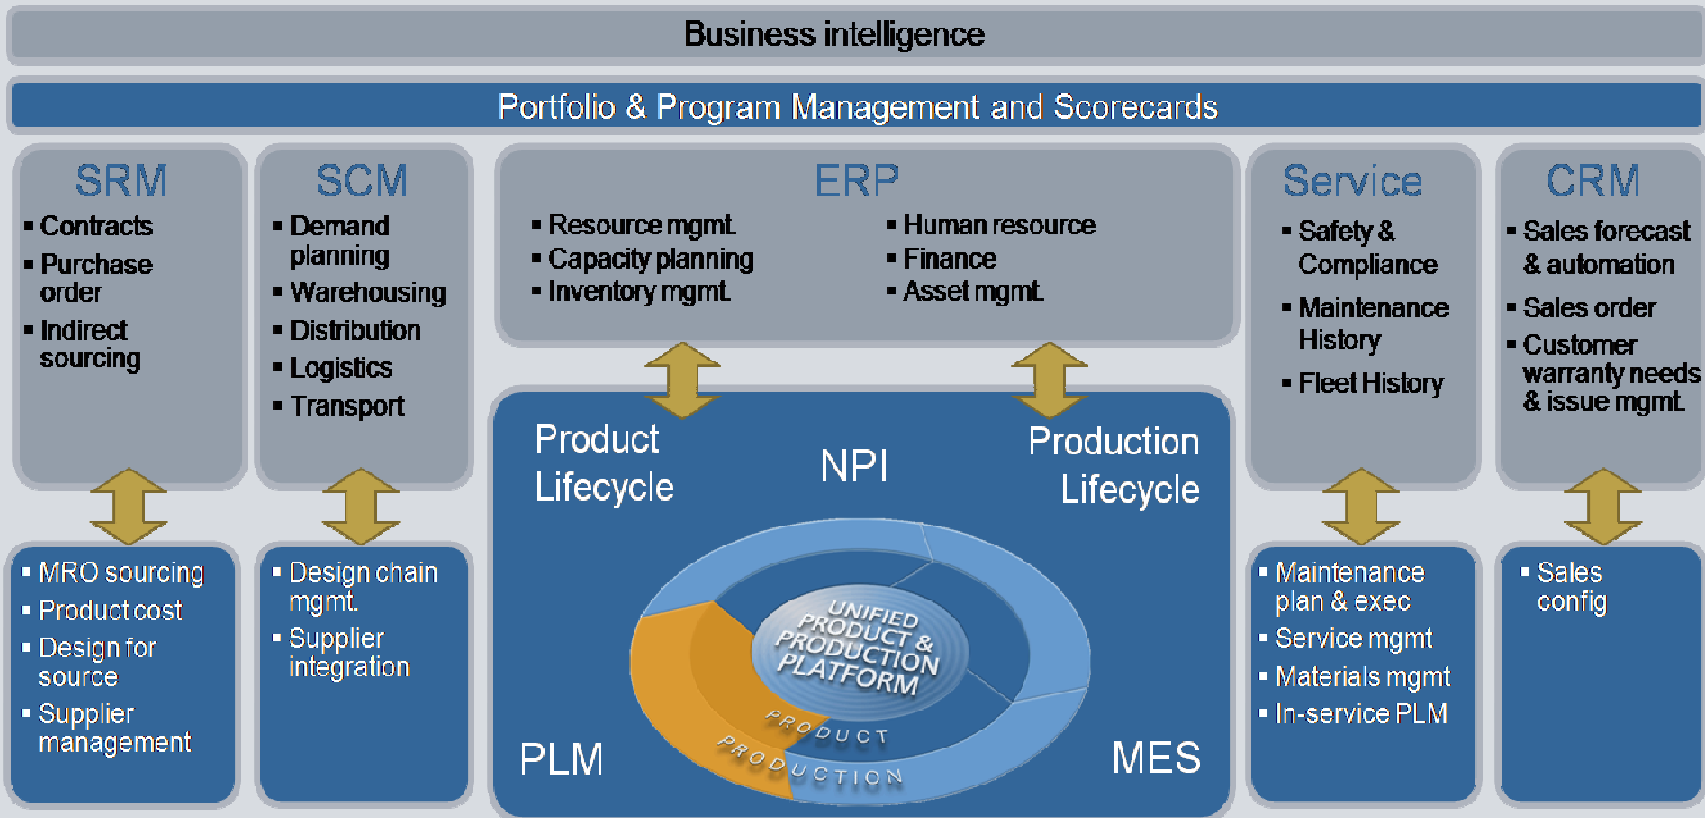 Business intelligence
Portfolio & Program Management and Scorecards
SRM
▪ Contracts
▪ Purchase
order
▪ Indirect
sourcing
SCM
▪ Demand
planning
▪ Warehousing
▪ Distribution
▪ Logistics
▪ Transport
ERP
▪ Resource mgmt.
▪ Capacity planning
▪ Inventory mgmt.
▪ Human resource
▪ Finance
▪ Asset mgmt.
Service
▪ Safety &
Compliance
▪ Maintenance
History
▪ Fleet History
CRM
▪ Sales forecast
& automation
▪ Sales order
▪ Customer
warranty needs
& issue mgmt.
▪ MRO sourcing
▪ Product cost
▪ Design for
source
▪ Supplier
management
▪ Design chain
mgmt.
▪ Supplier
integration
Product
Lifecycle
NPI
Production
Lifecycle
UNIFIED
PRODUCT &
PRODUCTION
PLATFORM
PRODUCT
PRODUCTION
PLM
MES
▪ Maintenance
plan & exec
▪ Service mgmt
▪ Materials mgmt
▪ In-service PLM
▪ Sales
config